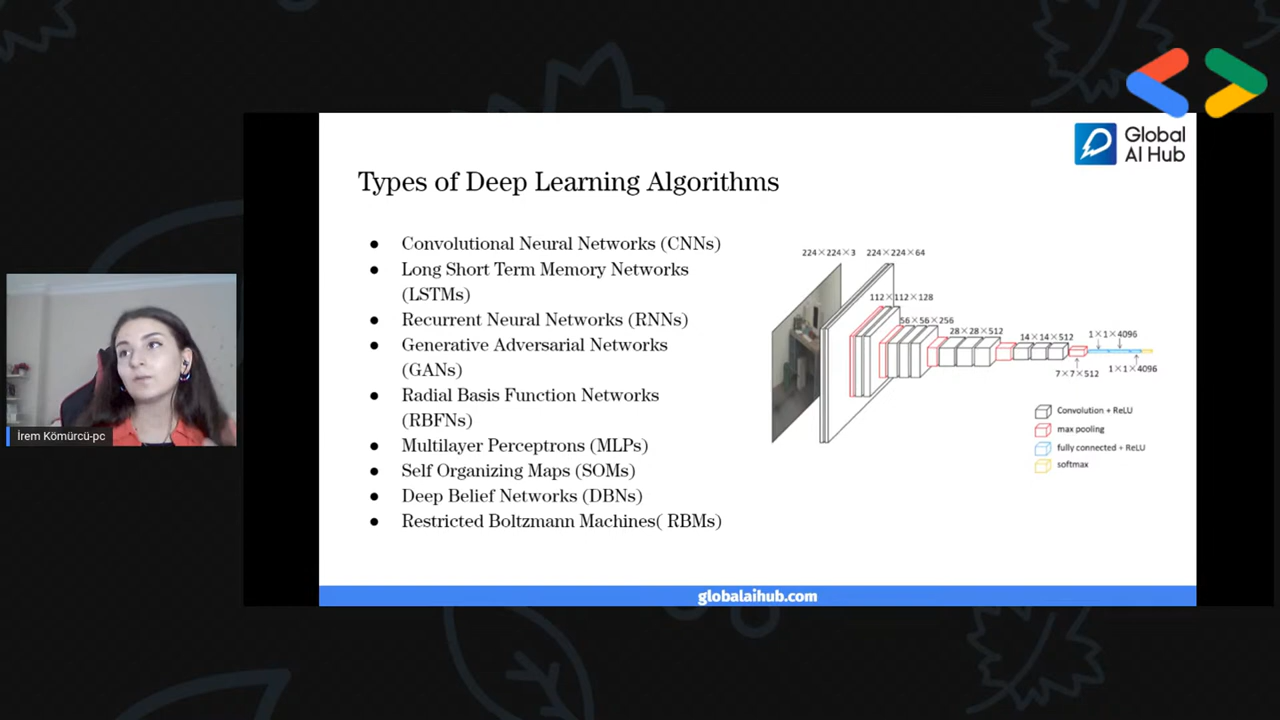 Global
AI Hub
Types of Deep Learning Algorithms
● Convolutional Neural Networks (CNNs)
● Long Short Term Memory Networks
(LSTMs)
● Recurrent Neural Networks (RNNs)
● Generative Adversarial Networks
(GANs)
● Radial Basis Function Networks
(RBFNs)
● Multilayer Perceptrons (MLPs)
● Self Organizing Maps (SOMs)
● Deep Belief Networks (DBNs)
● Restricted Boltzmann Machines( RBMs)
224×224×3 224×224×64
112×112×128
56×56×256
28×28×512
14×14×512
1×1×4096
7×7×512
1×1×4096
Convolution + ReLU
max pooling
fully connected + ReLU
softmax
İrem Kömürcü-pc
globalaihub.com